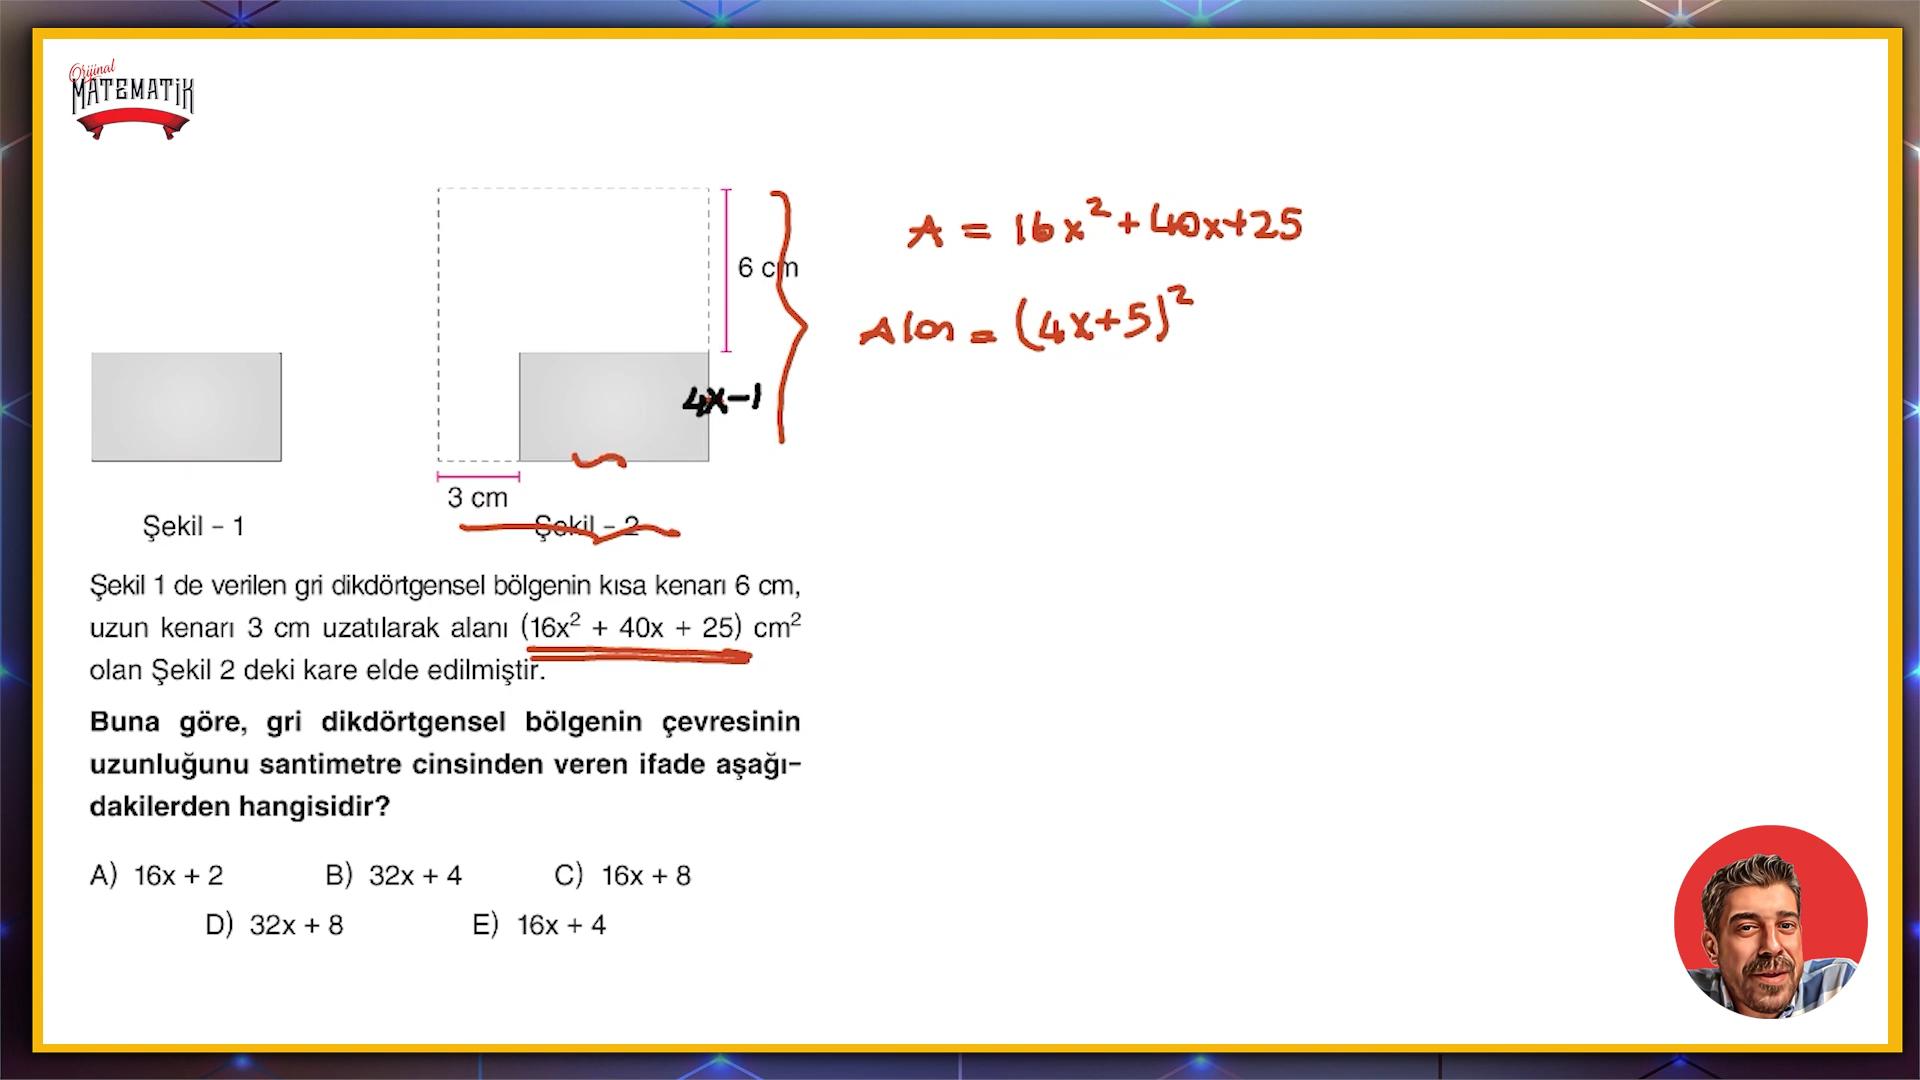 Orijinal
MATEMATİK
6 cm
4x-1
3 cm
Şekil - 1
Şekil - 2
A = 16x² + 40x + 25
Alan = (4x+5)²
Şekil 1 de verilen gri dikdörtgensel bölgenin kısa kenarı 6 cm,
uzun kenarı 3 cm uzatılarak alanı (16x² + 40x + 25) cm²
olan Şekil 2 deki kare elde edilmiştir.
Buna göre, gri dikdörtgensel bölgenin çevresinin
uzunluğunu santimetre cinsinden veren ifade aşağı-
dakilerden hangisidir?
A) 16x + 2 B) 32x + 4 C) 16x + 8
D) 32x + 8 E) 16x + 4